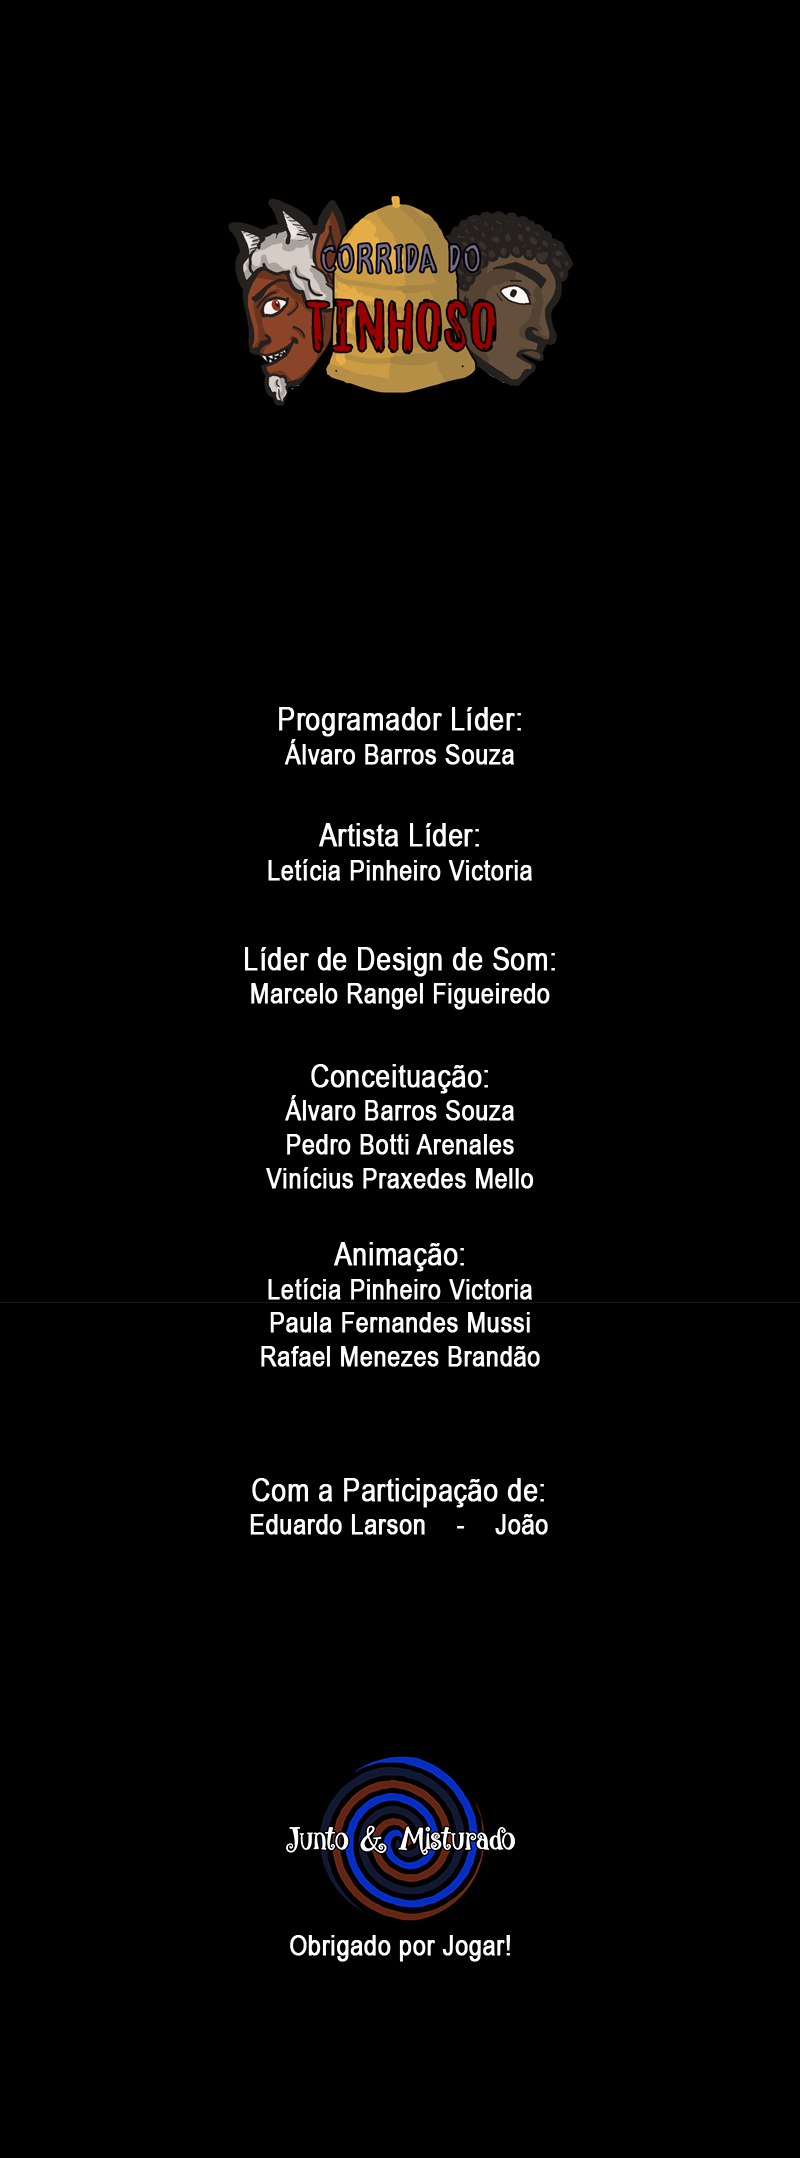 CORRIDA DO
TINHOSO
Programador Líder:
Álvaro Barros Souza
Artista Líder:
Letícia Pinheiro Victoria
Líder de Design de Som:
Marcelo Rangel Figueiredo
Conceituação:
Álvaro Barros Souza
Pedro Botti Arenales
Vinícius Praxedes Mello
Animação:
Letícia Pinheiro Victoria
Paula Fernandes Mussi
Rafael Menezes Brandão
Com a Participação de:
Eduardo Larson - João
Junto & Misturado
Obrigado por Jogar!